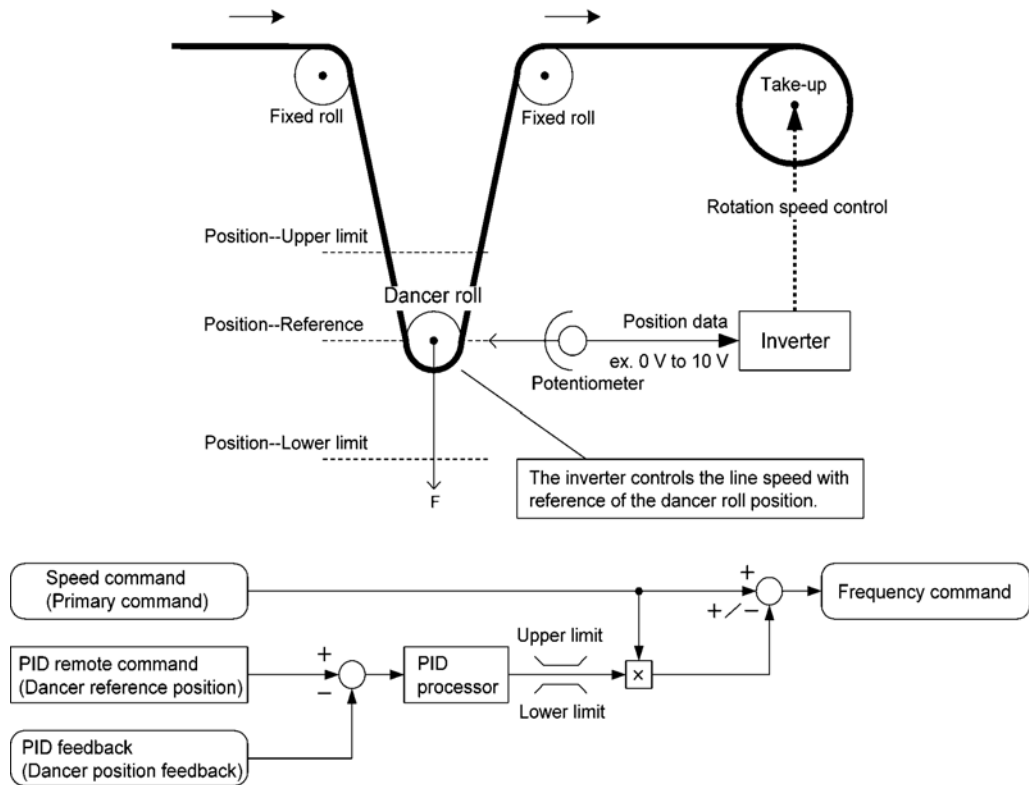 Fixed roll
Fixed roll
Take-up
Rotation speed control
Position--Upper limit
Dancer roll
Position--Reference
Position data
ex. 0 V to 10 V
Inverter
Potentiometer
Position--Lower limit
F
The inverter controls the line speed with
reference of the dancer roll position.
Speed command
(Primary command)
+
+/−
Frequency command
PID remote command
(Dancer reference position)
+
−
PID
processor
Upper limit
Lower limit
×
PID feedback
(Dancer position feedback)